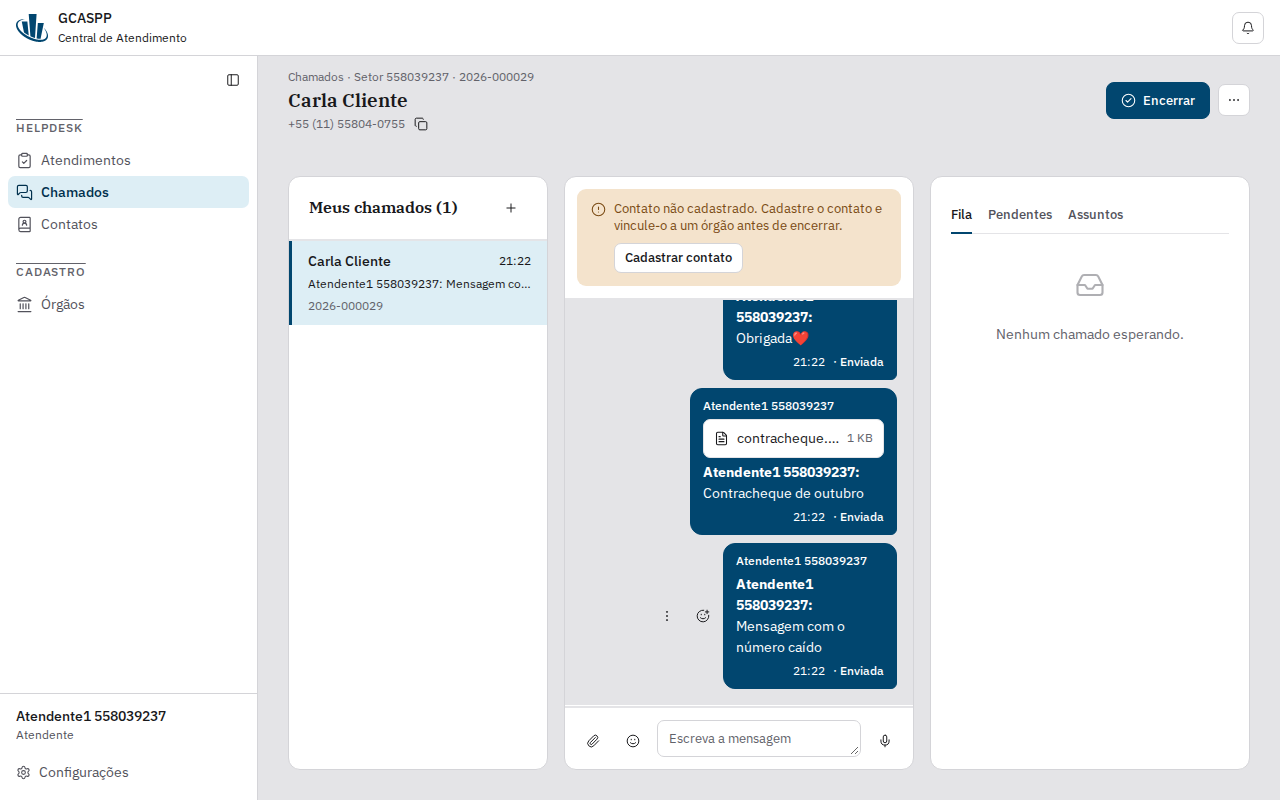 GCASPP
Central de Atendimento
HELPDESK
Atendimentos
Chamados
Contatos
CADASTRO
Órgãos
Atendente1 558039237
Atendente
Configurações
Chamados · Setor 558039237 · 2026-000029
Carla Cliente
+55 (11) 55804-0755
Encerrar
Meus chamados (1)
Carla Cliente 21:22
Atendente1 558039237: Mensagem co...
2026-000029
Contato não cadastrado. Cadastre o contato e
vincule-o a um órgão antes de encerrar.
Cadastrar contato
Atendente1
558039237:
Obrigada❤️
21:22 · Enviada
Atendente1 558039237
contracheque.... 1 KB
Atendente1 558039237:
Contracheque de outubro
21:22 · Enviada
Atendente1 558039237
Atendente1
558039237:
Mensagem com o
número caído
21:22 · Enviada
Escreva a mensagem
Fila Pendentes Assuntos
Nenhum chamado esperando.